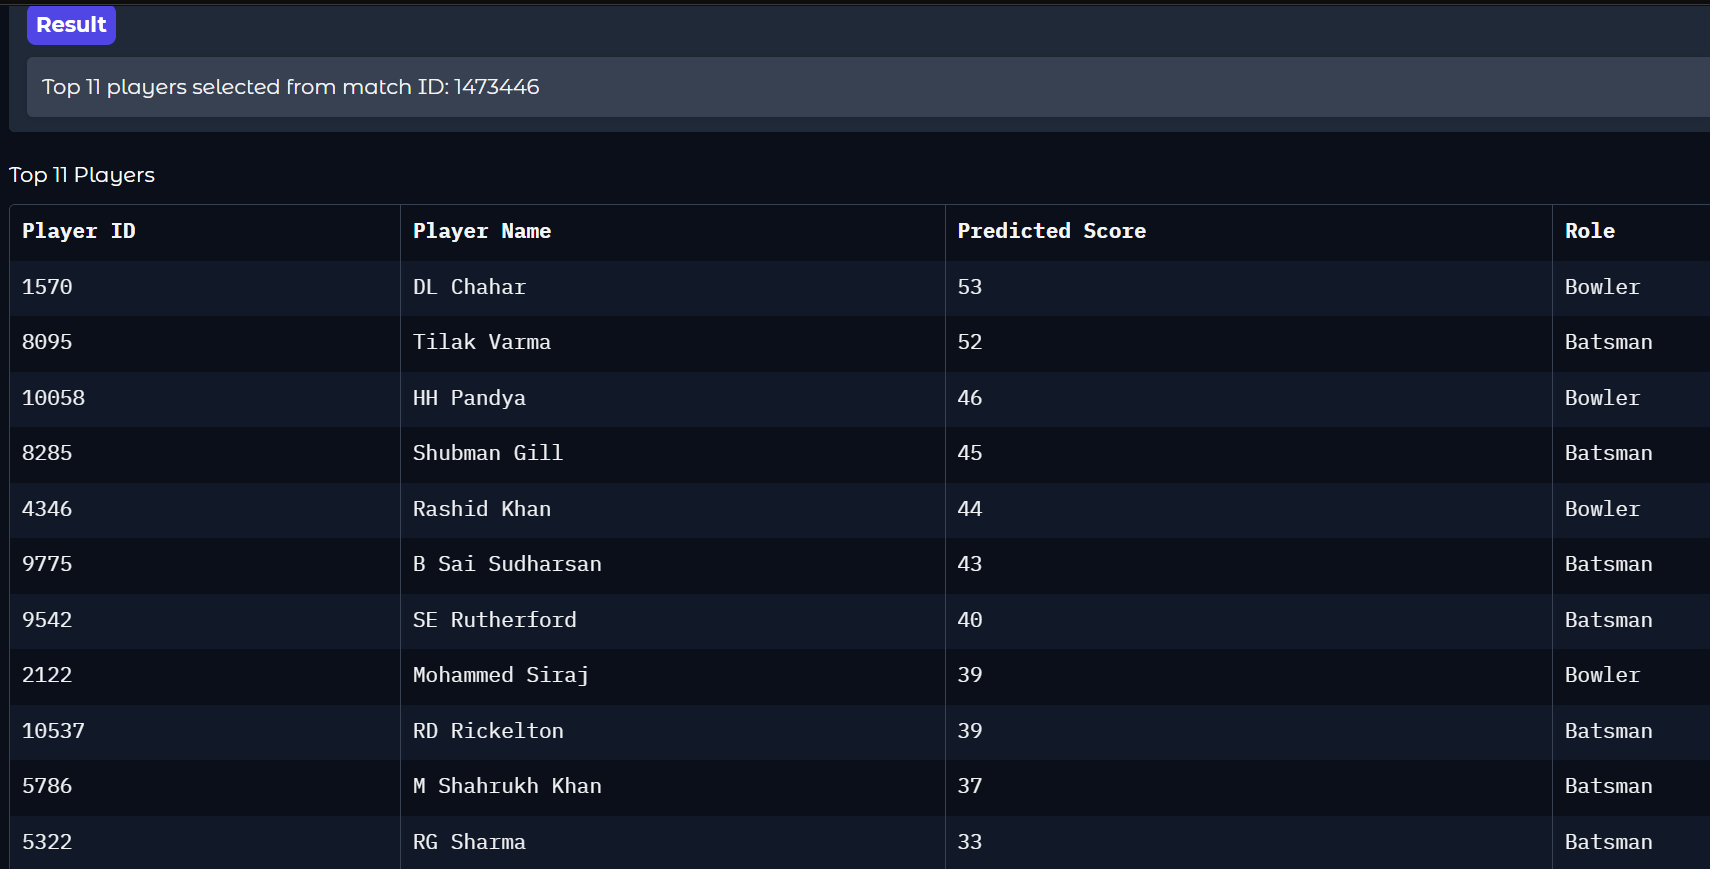 Result
Top 11 players selected from match ID: 1473446
Top 11 Players
Player ID Player Name Predicted Score Role
1570 DL Chahar 53 Bowler
8095 Tilak Varma 52 Batsman
10058 HH Pandya 46 Bowler
8285 Shubman Gill 45 Batsman
4346 Rashid Khan 44 Bowler
9775 B Sai Sudharsan 43 Batsman
9542 SE Rutherford 40 Batsman
2122 Mohammed Siraj 39 Bowler
10537 RD Rickelton 39 Batsman
5786 M Shahrukh Khan 37 Batsman
5322 RG Sharma 33 Batsman